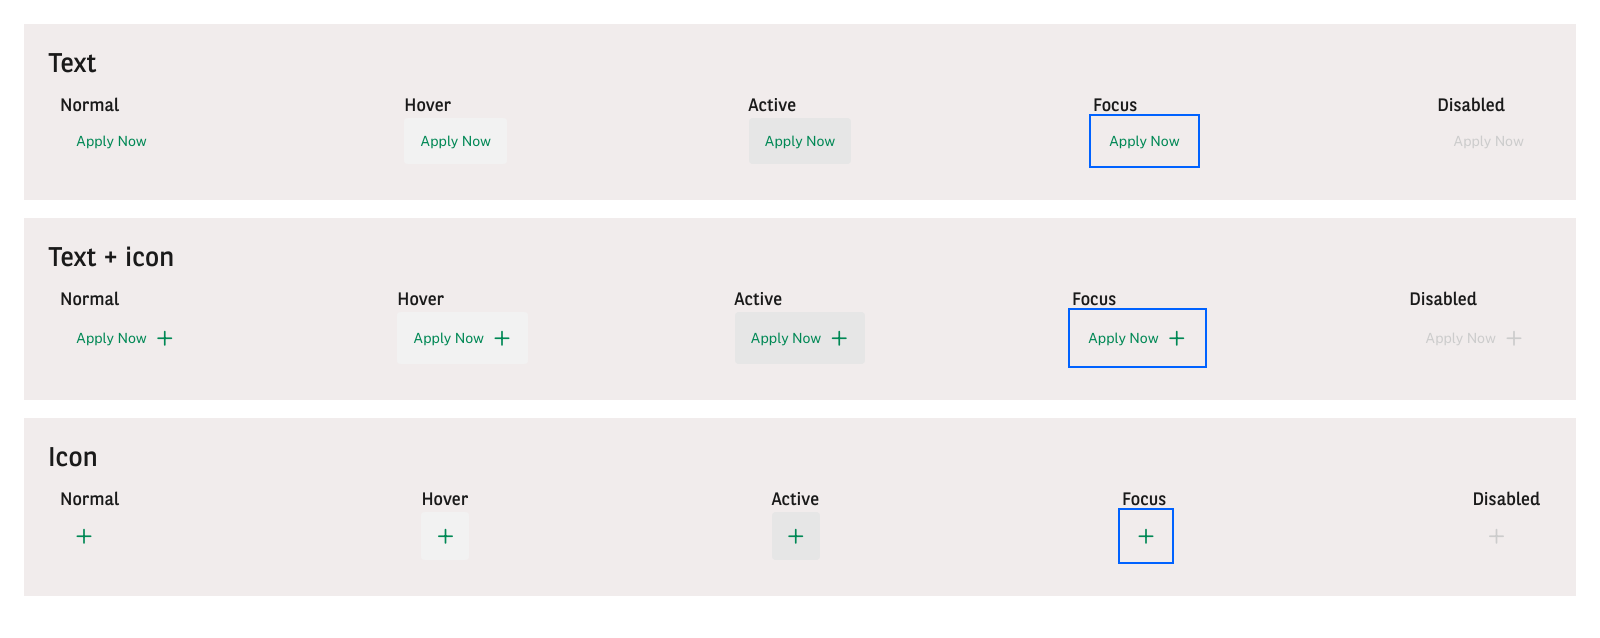 Text
Normal Hover Active Focus Disabled
Apply Now Apply Now Apply Now Apply Now Apply Now
Text + icon
Normal Hover Active Focus Disabled
Apply Now + Apply Now + Apply Now + Apply Now + Apply Now +
Icon
Normal Hover Active Focus Disabled
+ + + + +